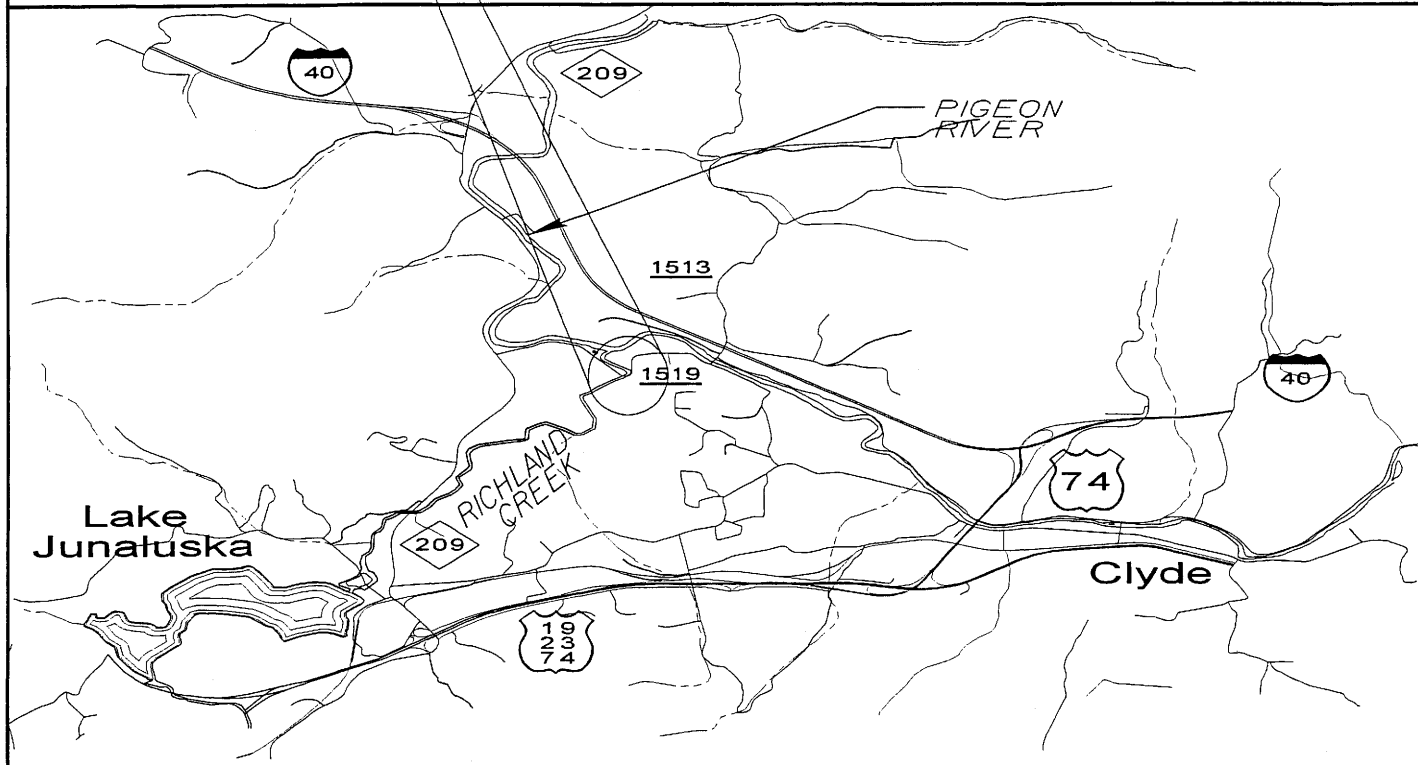 40
209
PIGEON
RIVER
1513
1519
40
74
RICHLAND
CREEK
209
Lake
Junaluska
Clyde
19
23
74